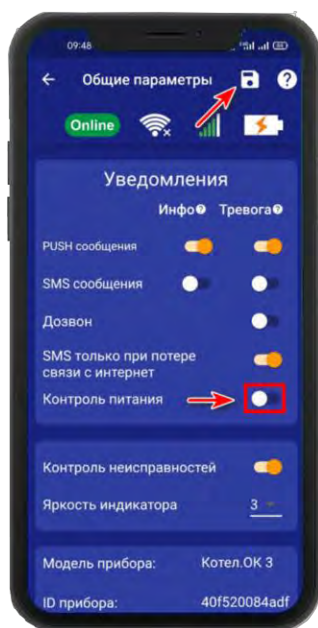 09:48
Общие параметры
Online
Уведомления
Инфо Тревога
PUSH сообщения
SMS сообщения
Дозвон
SMS только при потере
связи с интернет
Контроль питания
Контроль неисправностей
Яркость индикатора 3
Модель прибора: Котел.OK 3
ID прибора: 40f520084adf